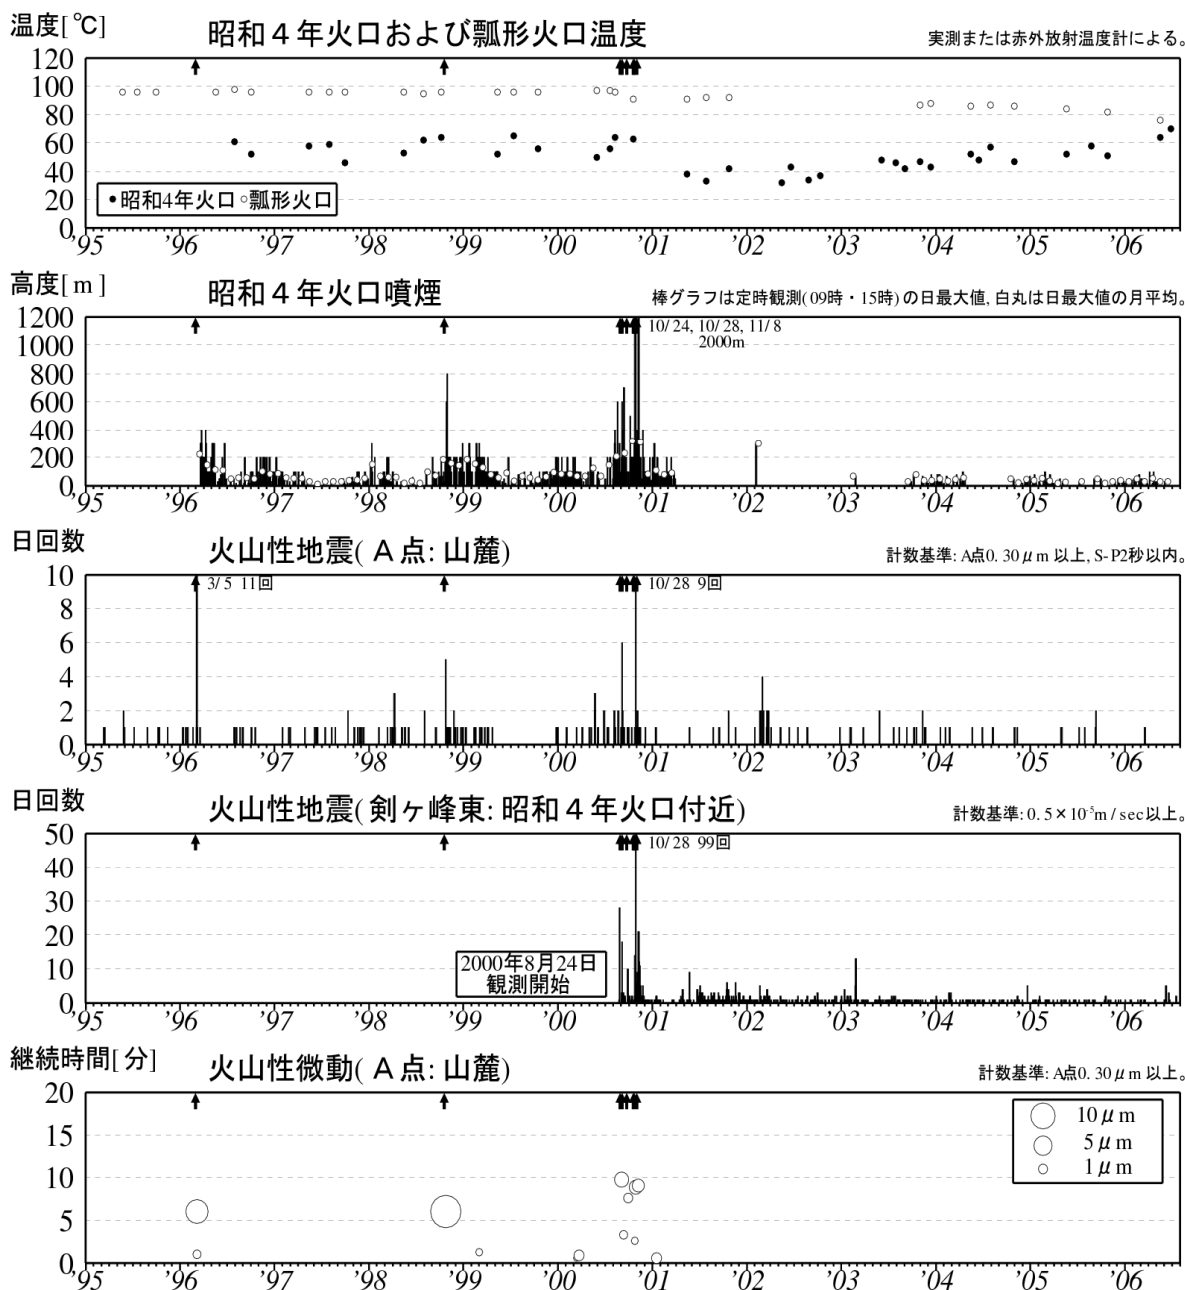 温度[℃]
昭和４年火口および瓢形火口温度
実測または赤外放射温度計による。
120
100
80
60
40
20
0
●昭和4年火口○瓢形火口
'95 '96 '97 '98 '99 '00 '01 '02 '03 '04 '05 '06
高度[m]
昭和４年火口噴煙
棒グラフは定時観測(09時・15時)の日最大値, 白丸は日最大値の月平均。
1200
10/24, 10/28, 11/8
2000m
1000
800
600
400
200
0
'95 '96 '97 '98 '99 '00 '01 '02 '03 '04 '05 '06
日回数
火山性地震(Ａ点:山麓)
計数基準:A点0.30μm以上, S-P2秒以内。
10
3/5 11回
10/28 9回
8
6
4
2
0
'95 '96 '97 '98 '99 '00 '01 '02 '03 '04 '05 '06
日回数
火山性地震(剣ヶ峰東:昭和４年火口付近)
計数基準:0.5×10⁻⁵m/sec以上。
50
10/28 99回
40
30
20
10
0
2000年8月24日
観測開始
'95 '96 '97 '98 '99 '00 '01 '02 '03 '04 '05 '06
継続時間[分]
火山性微動(Ａ点:山麓)
計数基準:A点0.30μm以上。
20
15
10
5
0
10μm
5μm
1μm
'95 '96 '97 '98 '99 '00 '01 '02 '03 '04 '05 '06